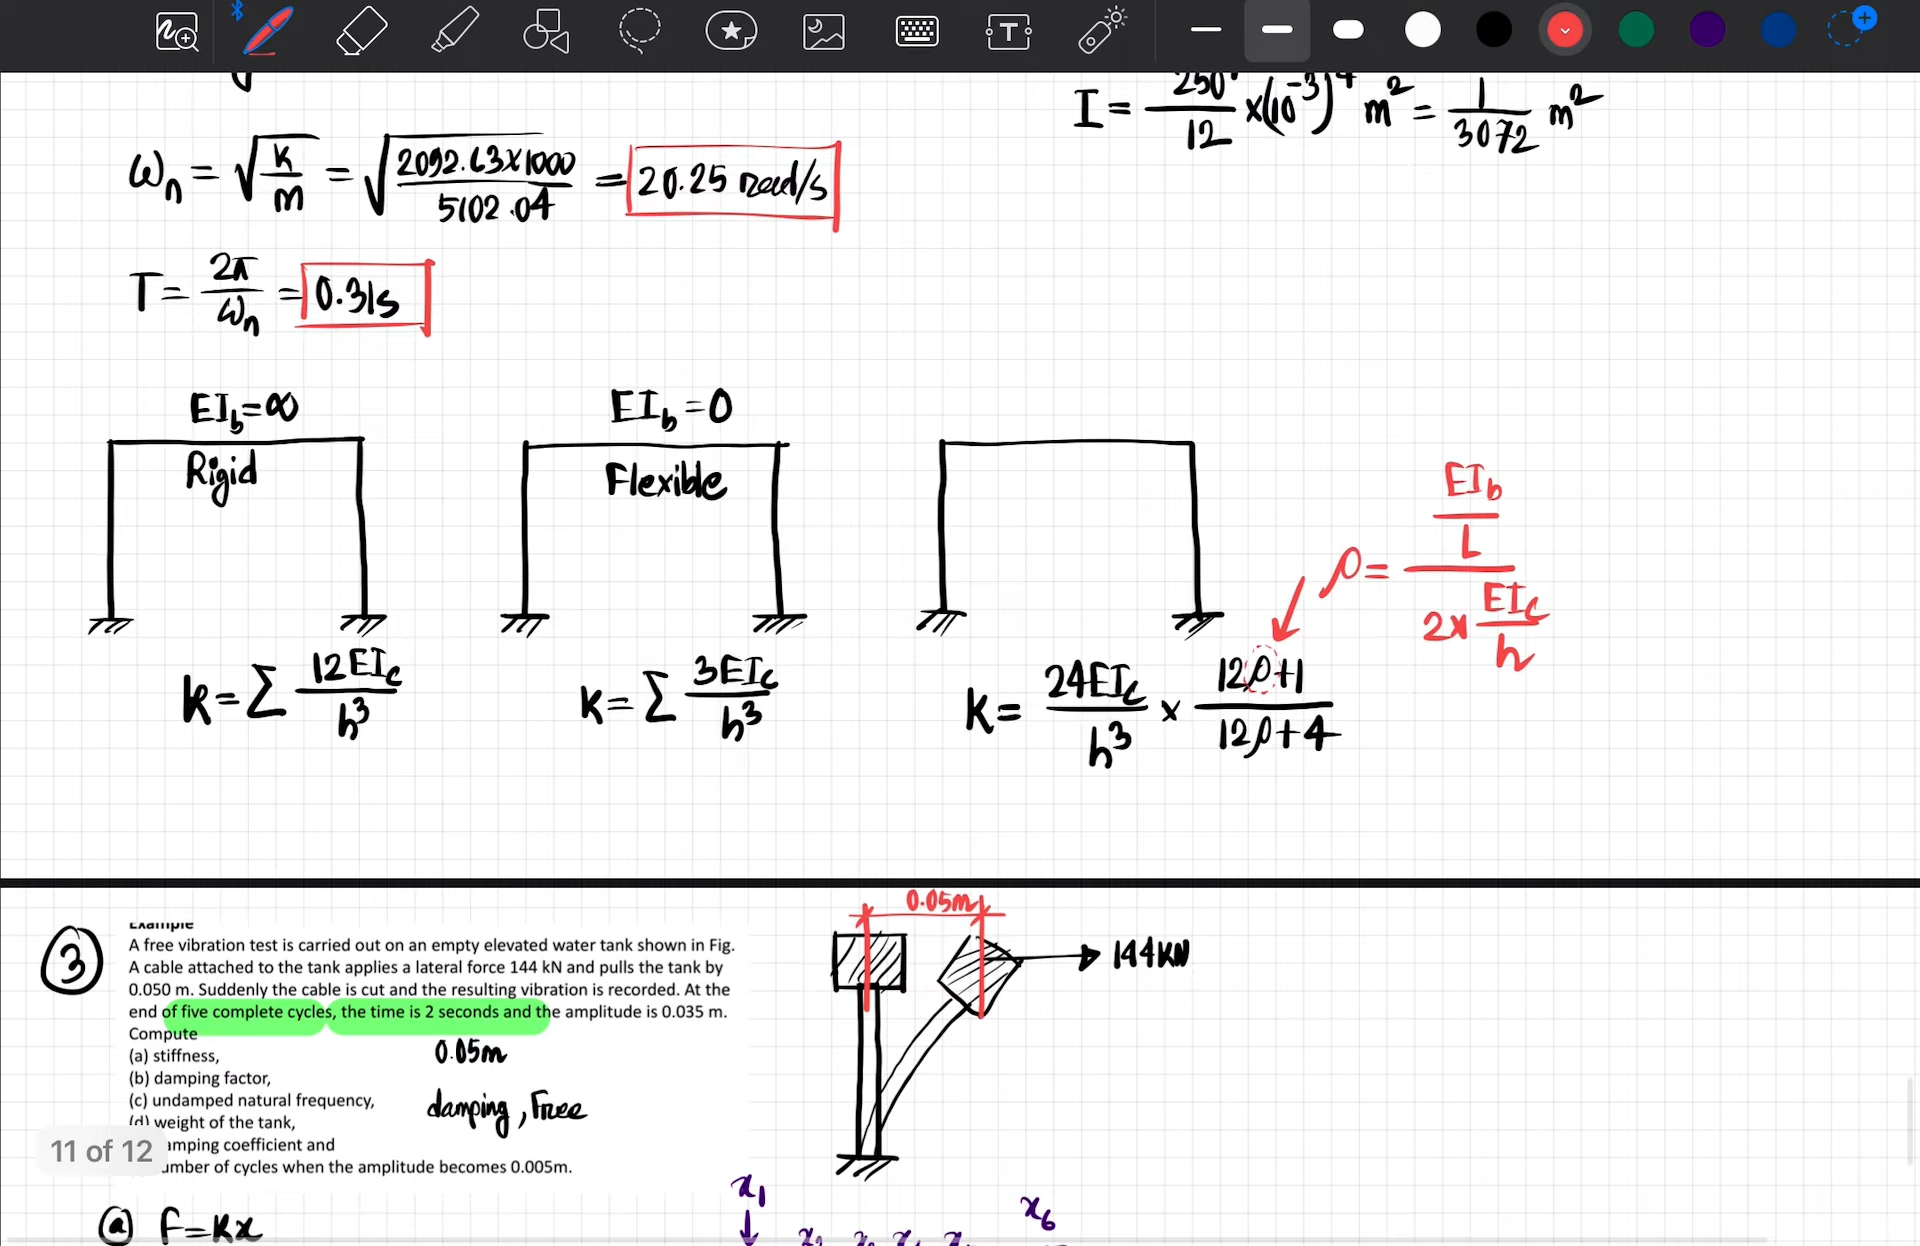 I = 250⁴/12 ×(10⁻³)⁴ m² = 1/3072 m²
ωn = √(K/m) = √(2092.63×1000/5102.04) = 20.25 rad/s
T = 2π/ωn = 0.31s
EIb=∞
EIb=0
Rigid
Flexible
ρ = (EIb/L)/(2×EIc/h)
K=Σ 12EIc/h³
K=Σ 3EIc/h³
K= 24EIc/h³ × (12ρ+1)/(12ρ+4)
0.05m
3
Example
A free vibration test is carried out on an empty elevated water tank shown in Fig.
A cable attached to the tank applies a lateral force 144 kN and pulls the tank by
0.050 m. Suddenly the cable is cut and the resulting vibration is recorded. At the
end of five complete cycles, the time is 2 seconds and the amplitude is 0.035 m.
Compute
(a) stiffness,
(b) damping factor,
(c) undamped natural frequency,
(d) weight of the tank,
amping coefficient and
umber of cycles when the amplitude becomes 0.005m.
0.05m
damping, Free
144KN
11 of 12
a F=Kx
x₁
x₆